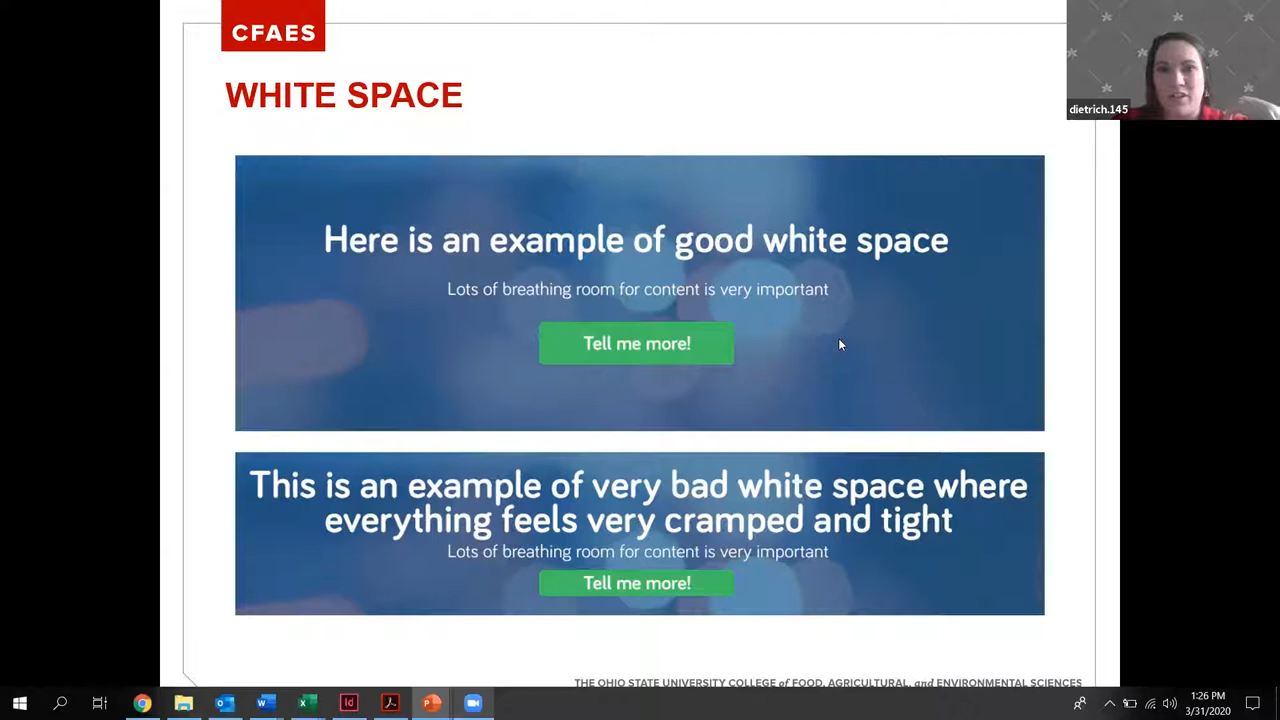 CFAES
WHITE SPACE
dietrich.145
Here is an example of good white space
Lots of breathing room for content is very important
Tell me more!
This is an example of very bad white space where
everything feels very cramped and tight
Lots of breathing room for content is very important
Tell me more!
THE OHIO STATE UNIVERSITY COLLEGE of FOOD, AGRICULTURAL, and ENVIRONMENTAL SCIENCES
1:26 PM
3/31/2020